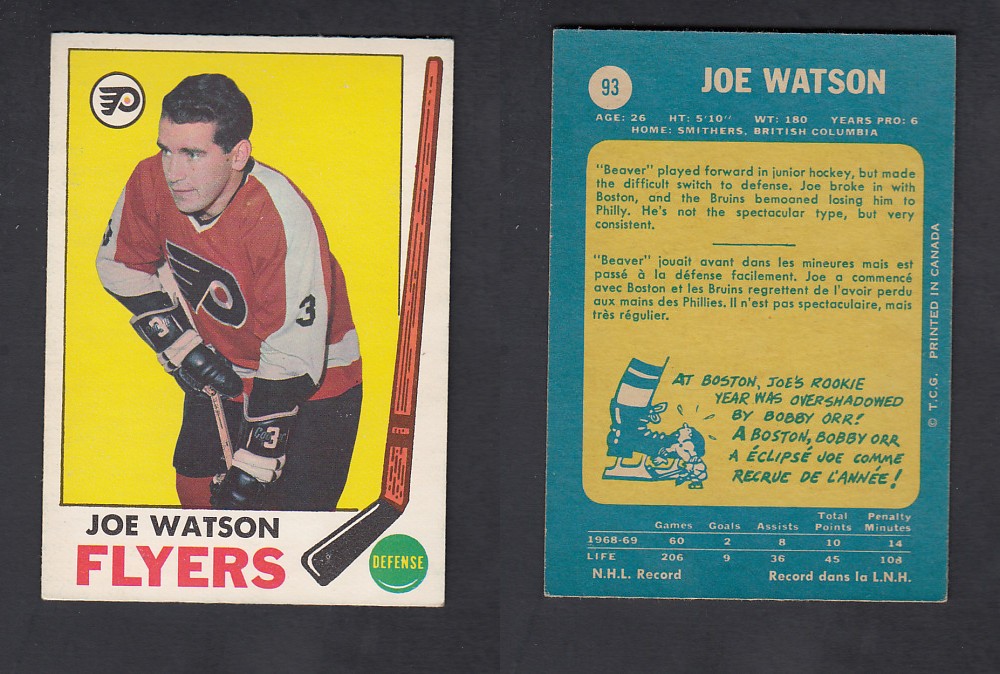 3
3
3
3
JOE WATSON
FLYERS
DEFENSE
93
JOE WATSON
AGE: 26 HT: 5'10" WT: 180 YEARS PRO: 6
HOME: SMITHERS, BRITISH COLUMBIA
"Beaver" played forward in junior hockey, but made
the difficult switch to defense. Joe broke in with
Boston, and the Bruins bemoaned losing him to
Philly. He's not the spectacular type, but very
consistent.
"Beaver" jouait avant dans les mineures mais est
passé à la défense facilement. Joe a commencé
avec Boston et les Bruins regrettent de l'avoir perdu
aux mains des Phillies. Il n'est pas spectaculaire, mais
très régulier.
AT BOSTON, JOE'S ROOKIE
YEAR WAS OVERSHADOWED
BY BOBBY ORR!
A BOSTON, BOBBY ORR
A ÉCLIPSÉ JOE COMME
RECRUE DE L'ANNÉE!
© T.C.G. PRINTED IN CANADA
Games Goals Assists Total Points Penalty Minutes
1968-69 60 2 8 10 14
LIFE 206 9 36 45 108
N.H.L. Record Record dans la L.N.H.